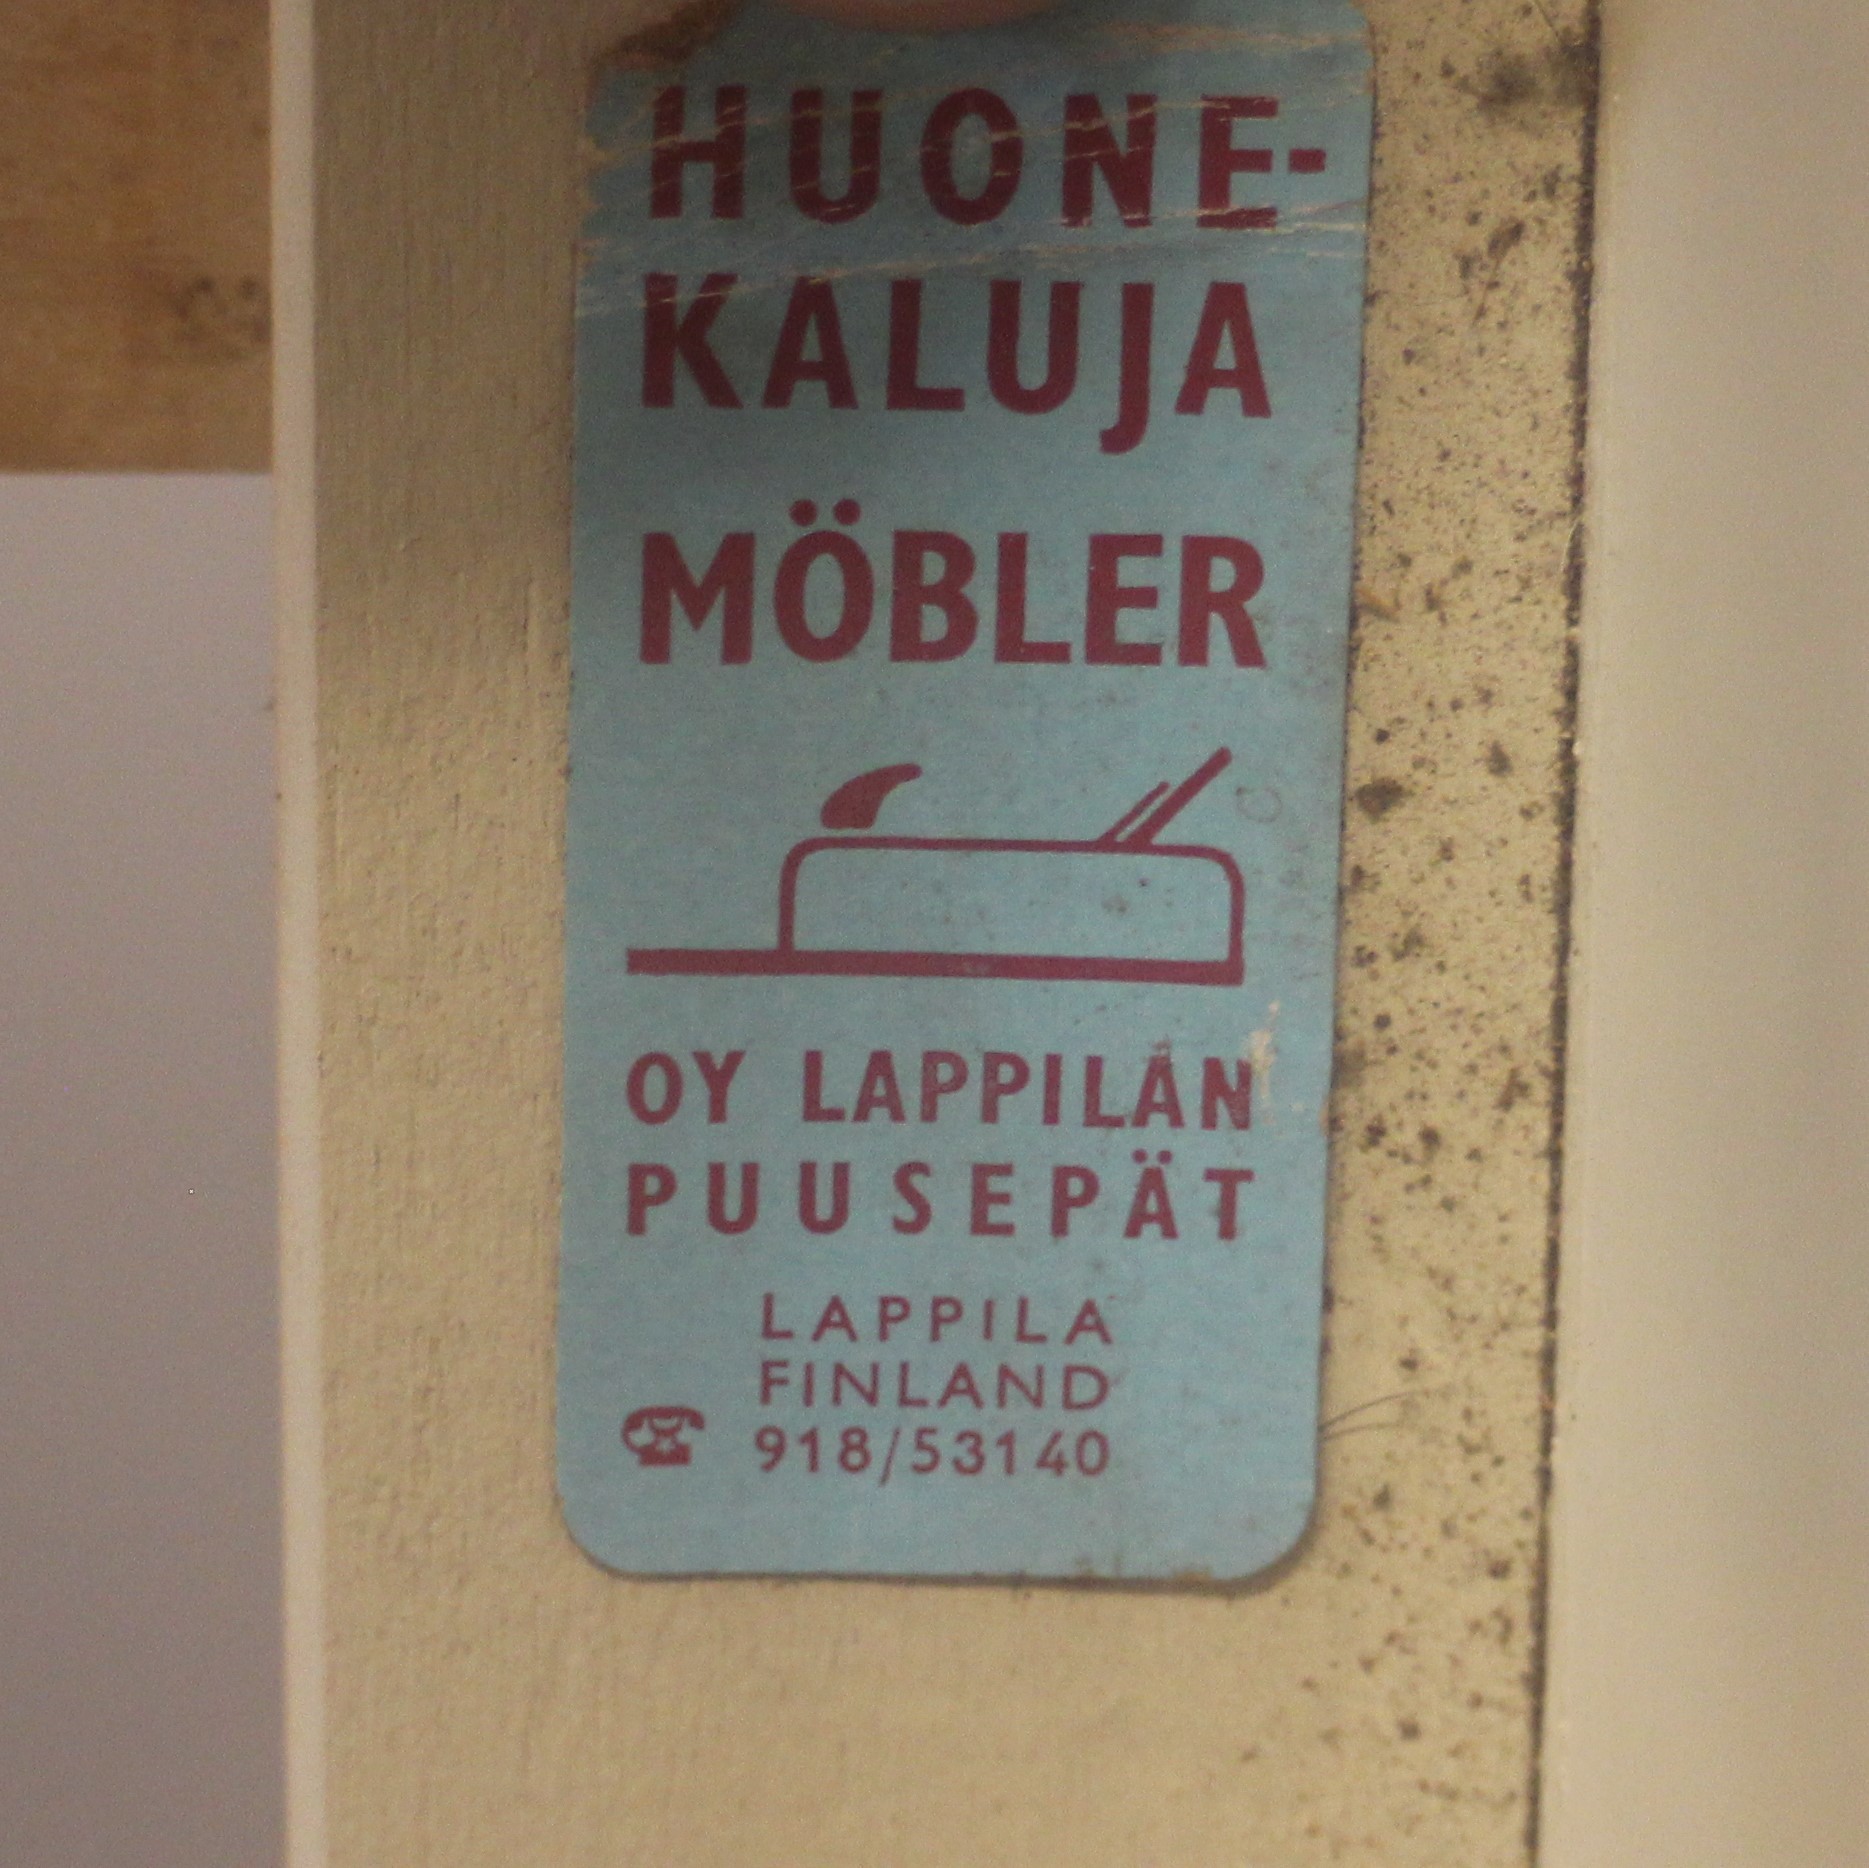 HUONE-
KALUJA
MÖBLER
OY LAPPILAN
PUUSEPÄT
LAPPILA
FINLAND
918/53140